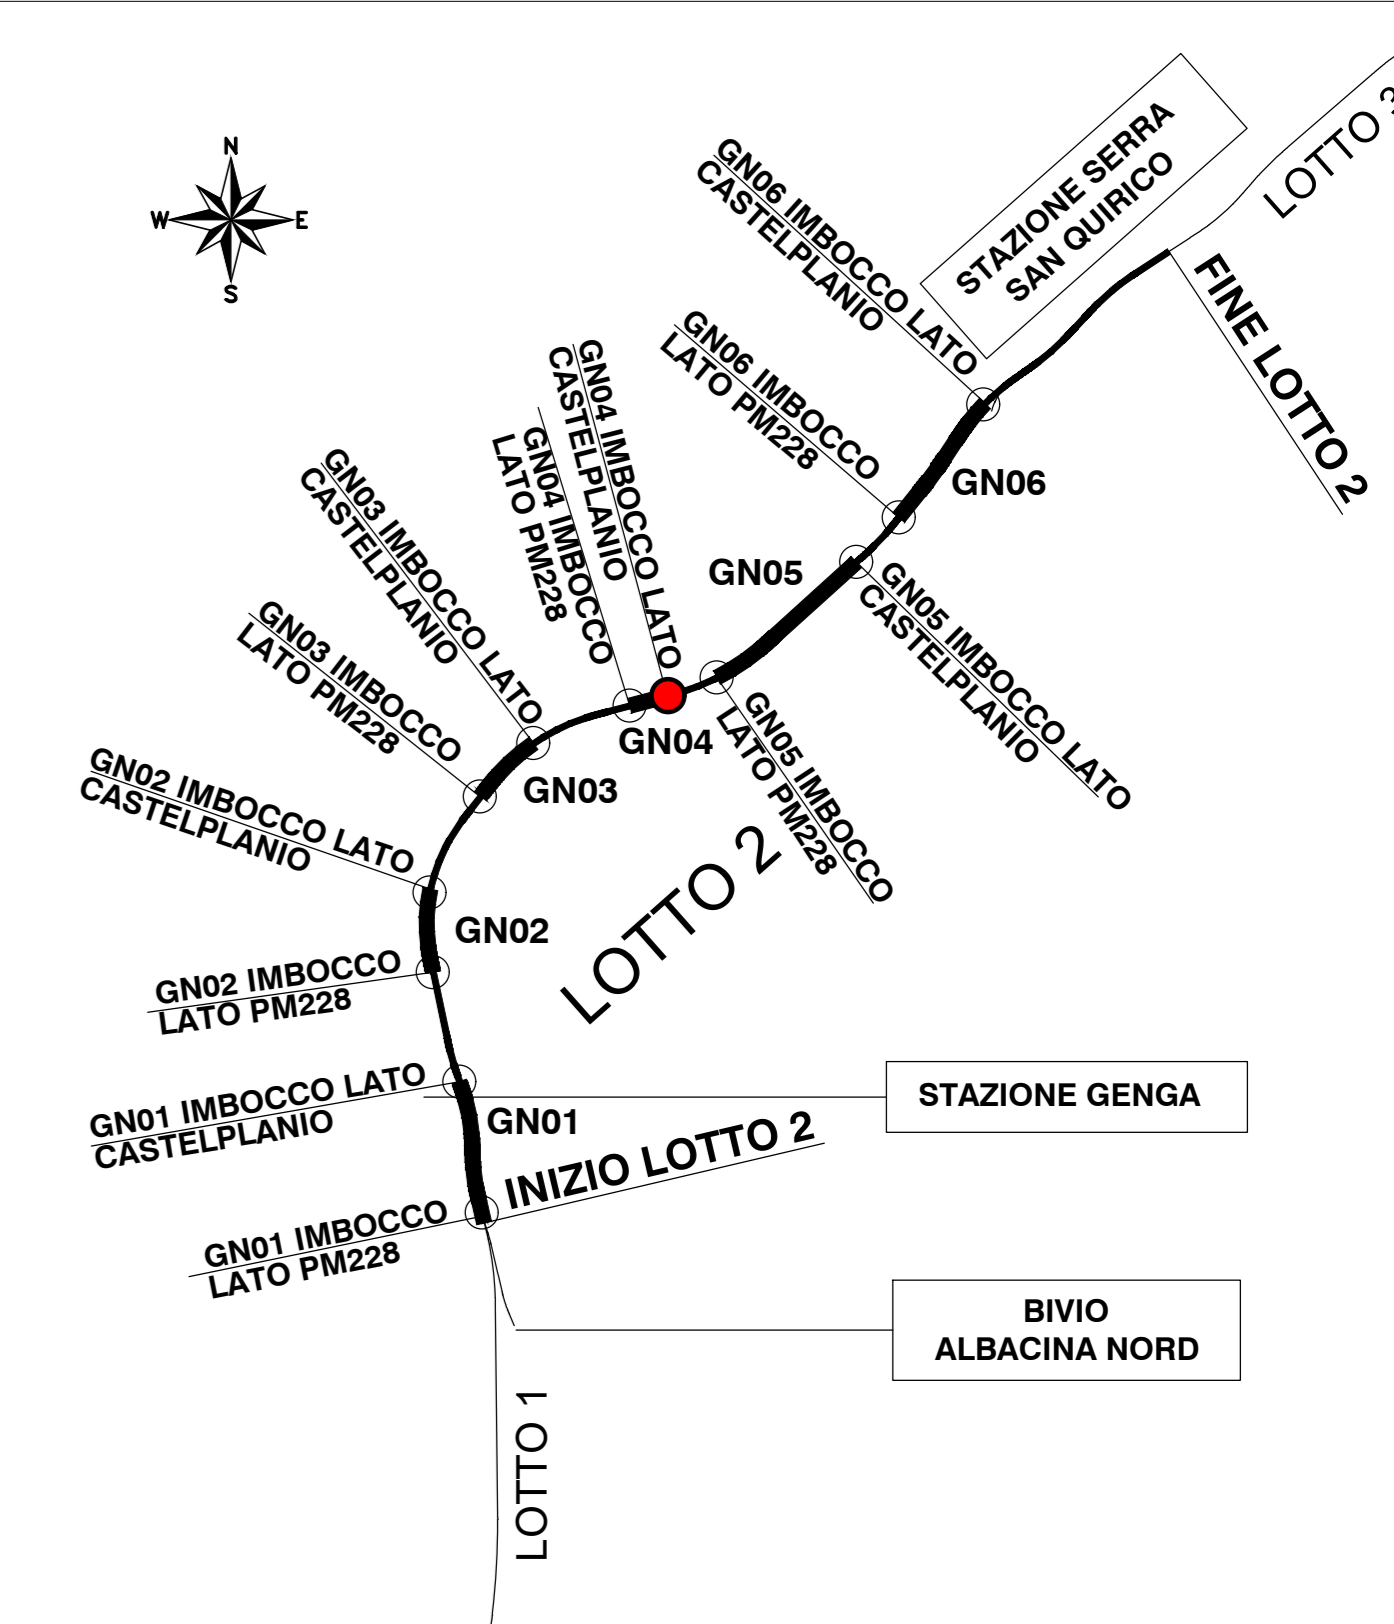 N
W
E
S
STAZIONE SERRA
SAN QUIRICO
LOTTO
FINE LOTTO 2
GN06 IMBOCCO LATO
CASTELPLANIO
GN06 IMBOCCO
LATO PM228
GN06
GN05
GN05 IMBOCCO LATO
CASTELPLANIO
GN05 IMBOCCO
LATO PM228
GN04 IMBOCCO LATO
CASTELPLANIO
GN04 IMBOCCO
LATO PM228
GN04
GN03 IMBOCCO LATO
CASTELPLANIO
GN03 IMBOCCO
LATO PM228
GN03
GN02 IMBOCCO LATO
CASTELPLANIO
GN02
GN02 IMBOCCO
LATO PM228
LOTTO 2
GN01 IMBOCCO LATO
CASTELPLANIO
GN01
STAZIONE GENGA
INIZIO LOTTO 2
GN01 IMBOCCO
LATO PM228
BIVIO
ALBACINA NORD
LOTTO 1